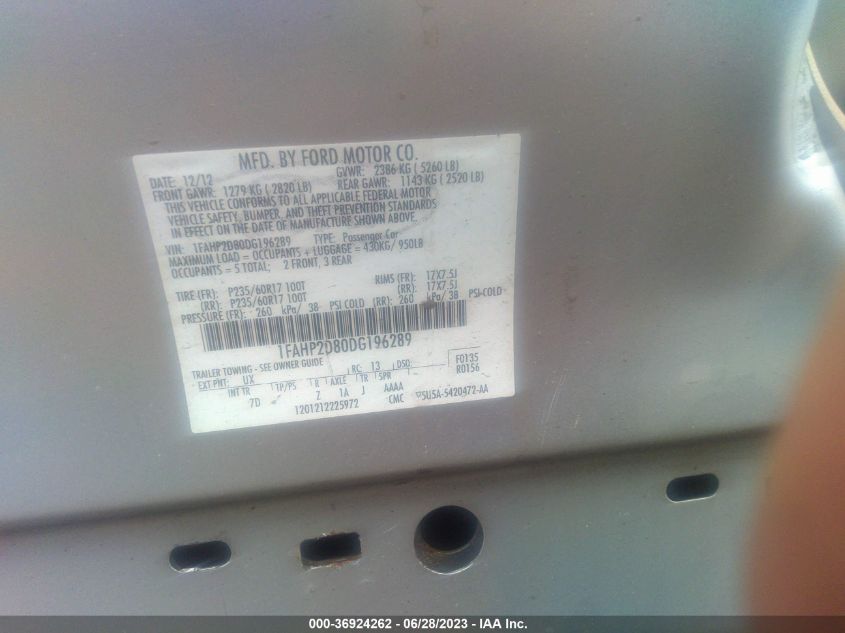 MFD. BY FORD MOTOR CO.
DATE: 12/12 GVWR: 2386 KG ( 5260 LB)
FRONT GAWR: 1279 KG ( 2820 LB) REAR GAWR: 1143 KG ( 2520 LB)
THIS VEHICLE CONFORMS TO ALL APPLICABLE FEDERAL MOTOR
VEHICLE SAFETY, BUMPER, AND THEFT PREVENTION STANDARDS
IN EFFECT ON THE DATE OF MANUFACTURE SHOWN ABOVE.
VIN: 1FAHP2D80DG196289 TYPE: Passenger Car
MAXIMUM LOAD = OCCUPANTS + LUGGAGE = 430KG/ 950LB
OCCUPANTS = 5 TOTAL; 2 FRONT, 3 REAR
TIRE (FR): P235/60R17 100T RIMS (FR): 17X7.5J
(RR): P235/60R17 100T (RR): 17X7.5J
PRESSURE (FR): 260 kPa/ 38 PSI-COLD (RR): 260 kPa/ 38 PSI-COLD
1FAHP2D80DG196289
TRAILER TOWING - SEE OWNER GUIDE
EXT PNT: UX RC: 13 DSO: F0135
INT TR TP/PS R AXLE TR SPR R0156
7D Z 1A J AAAA
1201212225972 CMC 5U5A-5420472-AA
000-36924262 - 06/28/2023 - IAA Inc.